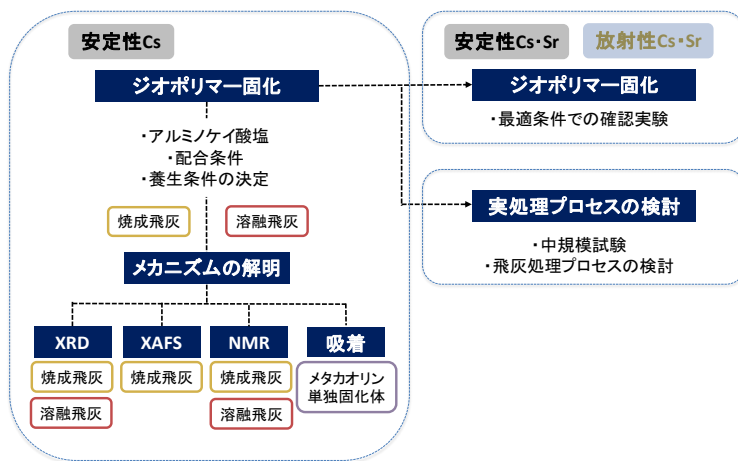 安定性Cs
ジオポリマー固化
・アルミノケイ酸塩
・配合条件
・養生条件の決定
焼成飛灰
溶融飛灰
メカニズムの解明
XRD
XAFS
NMR
吸着
焼成飛灰
焼成飛灰
焼成飛灰
メタカオリン
単独固化体
溶融飛灰
溶融飛灰
安定性Cs・Sr
放射性Cs・Sr
ジオポリマー固化
・最適条件での確認実験
実処理プロセスの検討
・中規模試験
・飛灰処理プロセスの検討